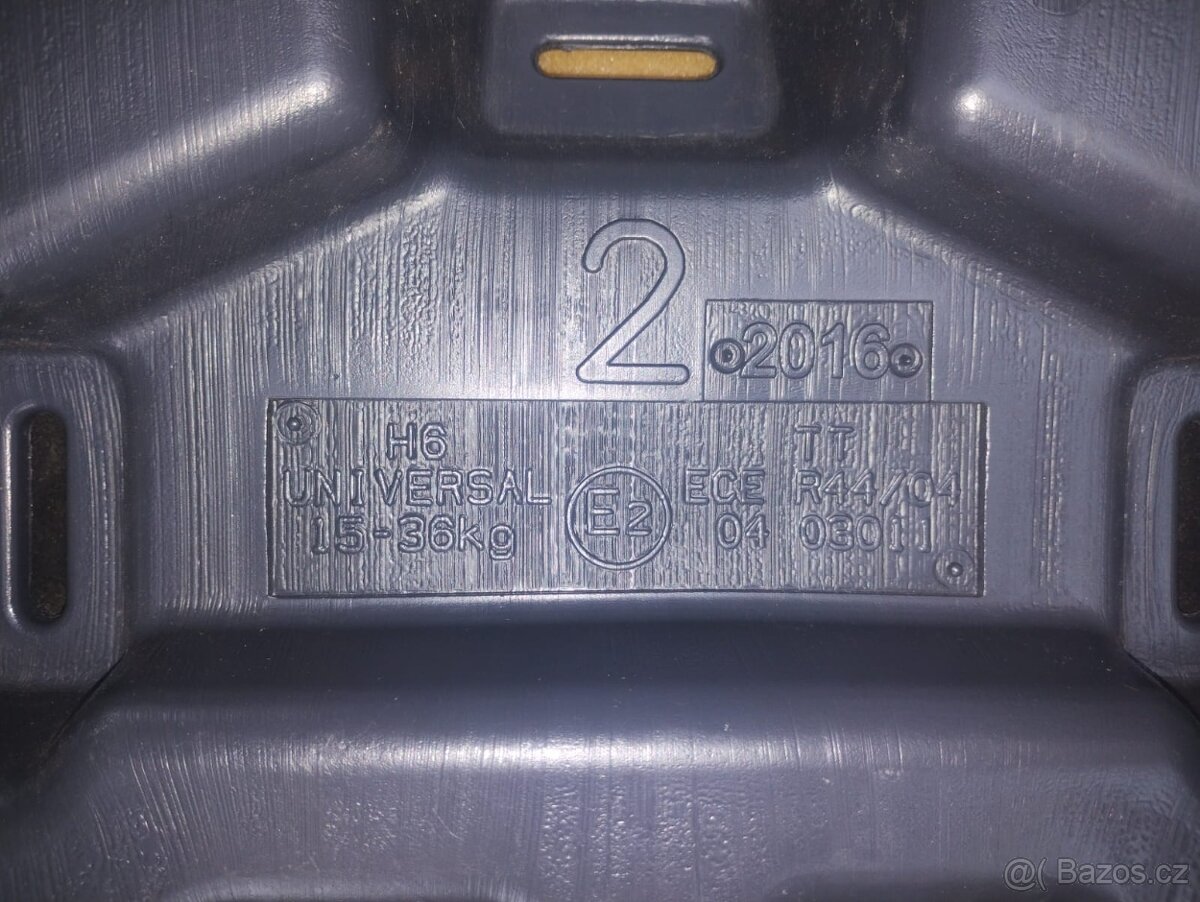 2
2016
H6 TT
UNIVERSAL E2 ECE R44/04
15-36kg 04 03011
@( Bazos.cz